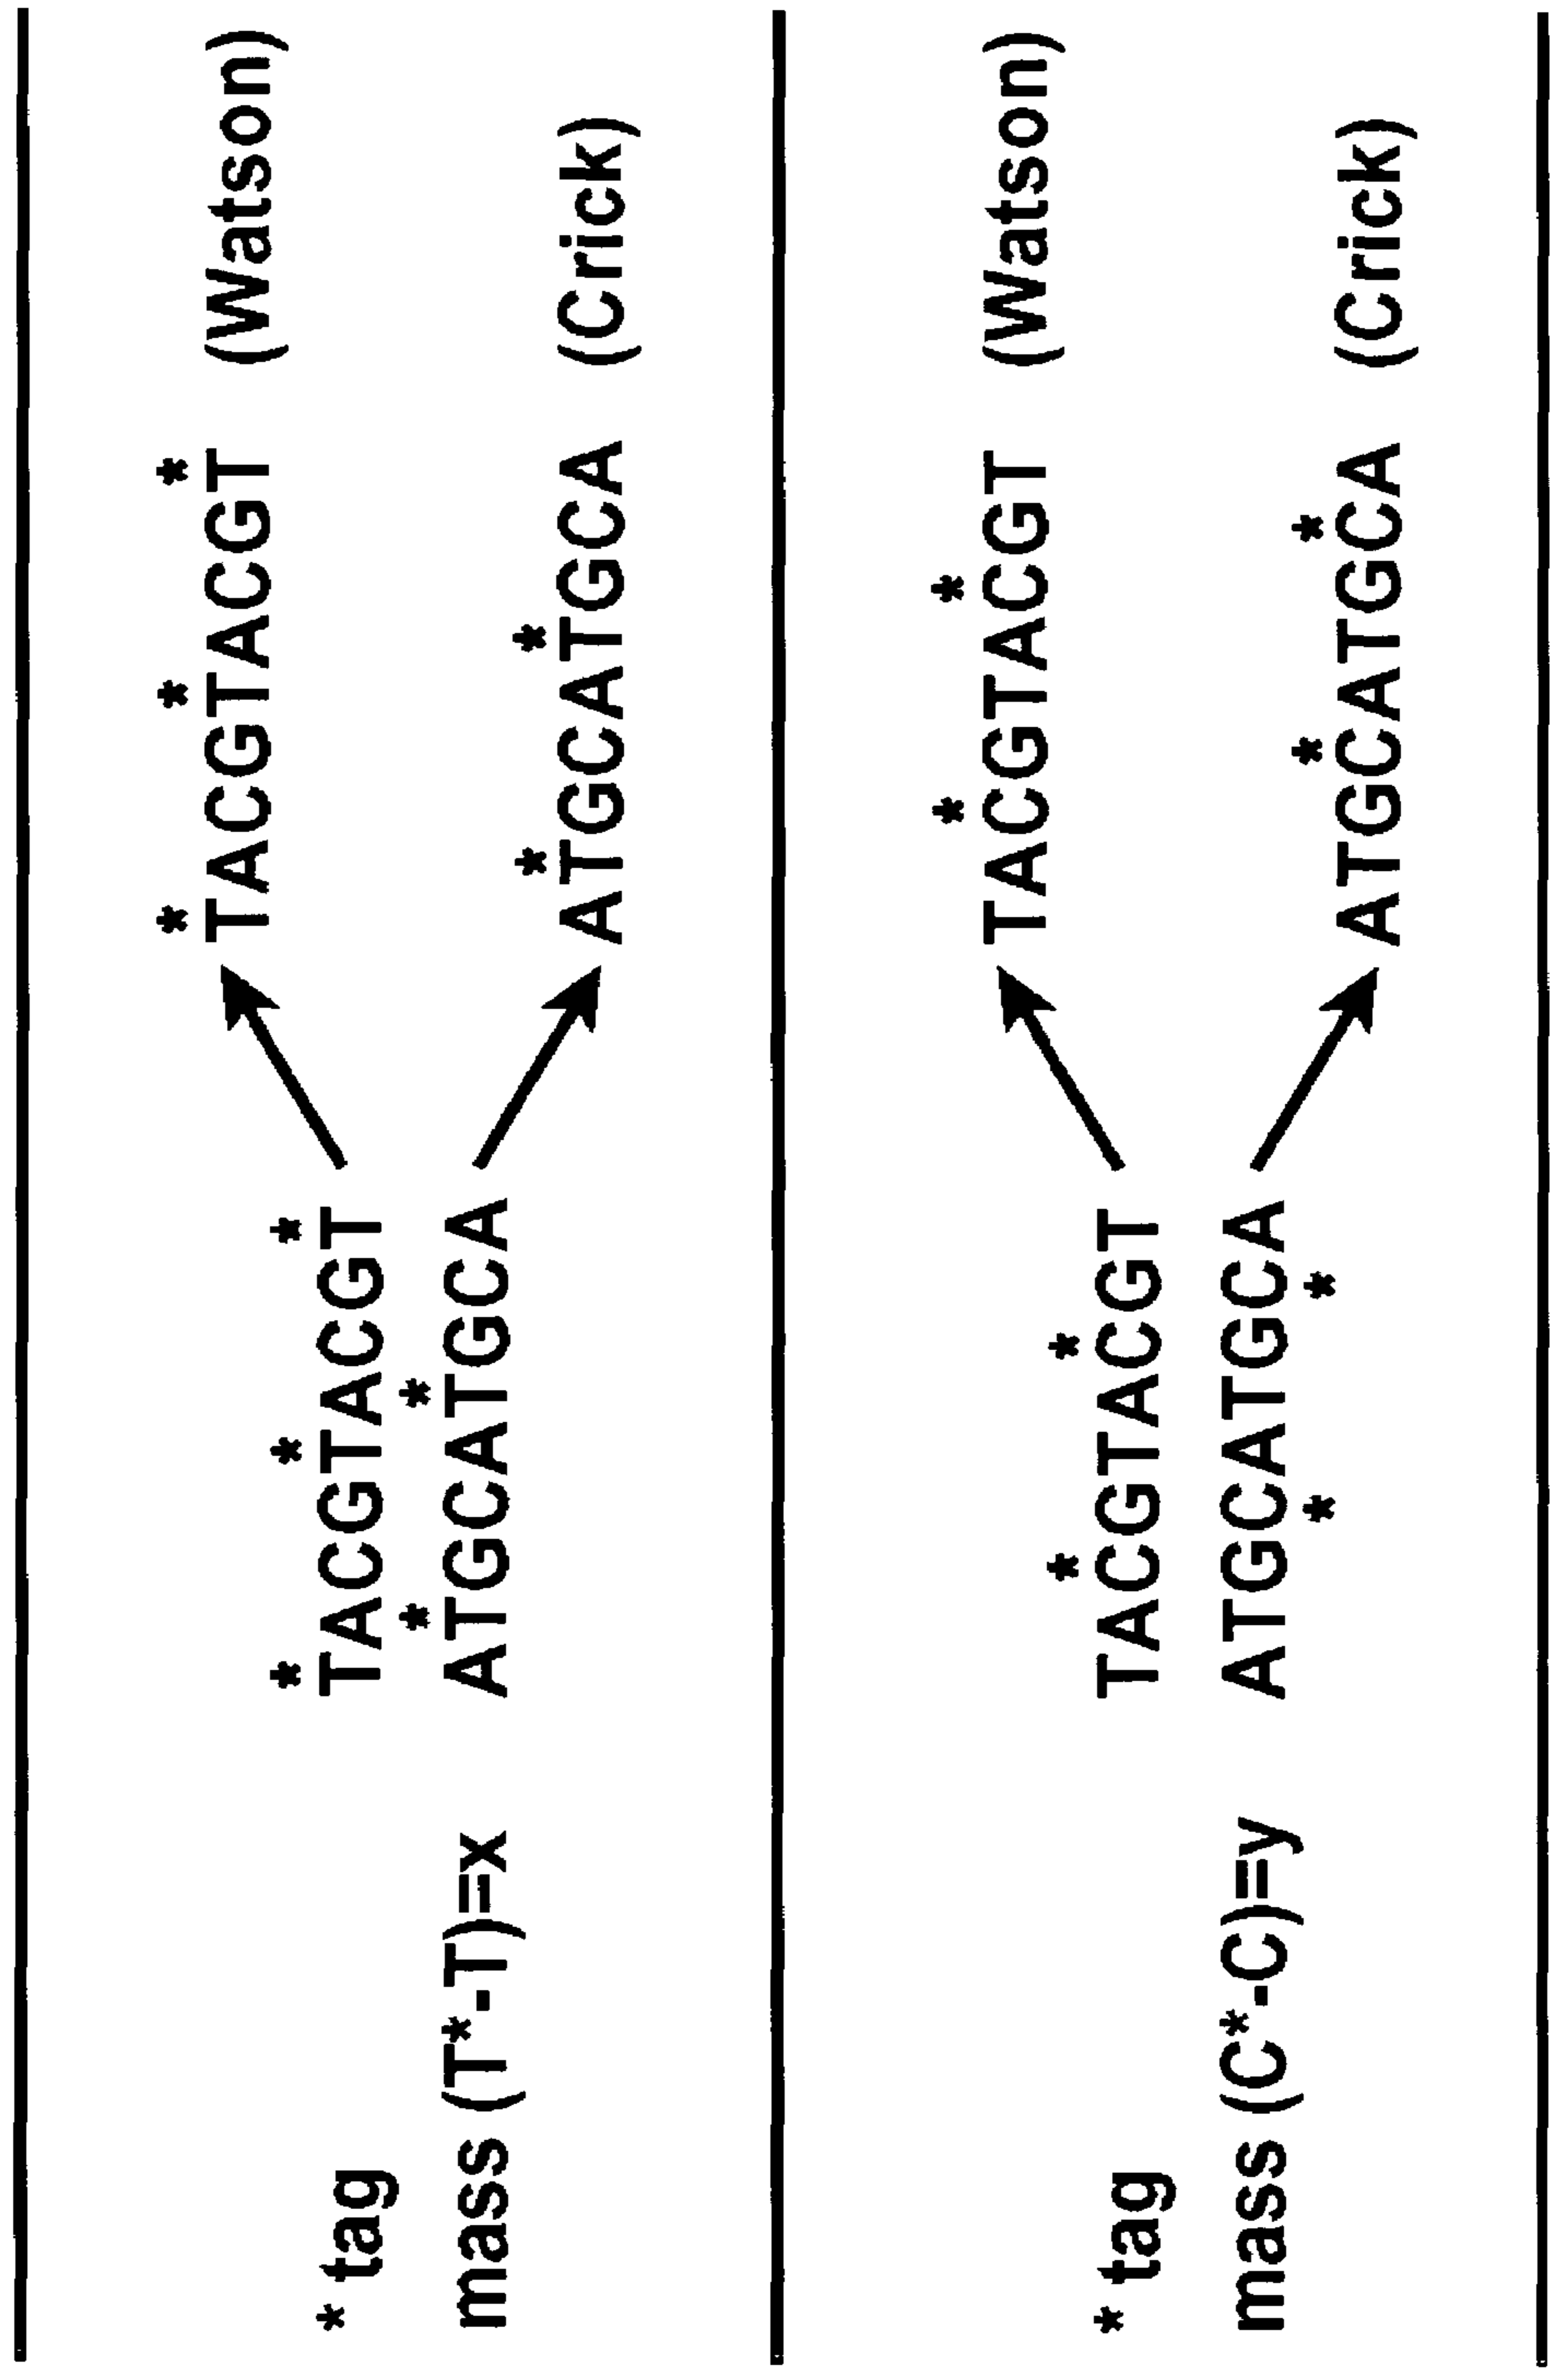 * * *
TACGTACGT (Watson)
* * *
* tag TACGTACGT
* *
mass (T*-T)=x ATGCATGCA
* *
ATGCATGCA (Crick)
* *
TACGTACGT (Watson)
* *
* tag TACGTACGT
mass (C*-C)=y ATGCATGCA
* *
* *
ATGCATGCA (Crick)